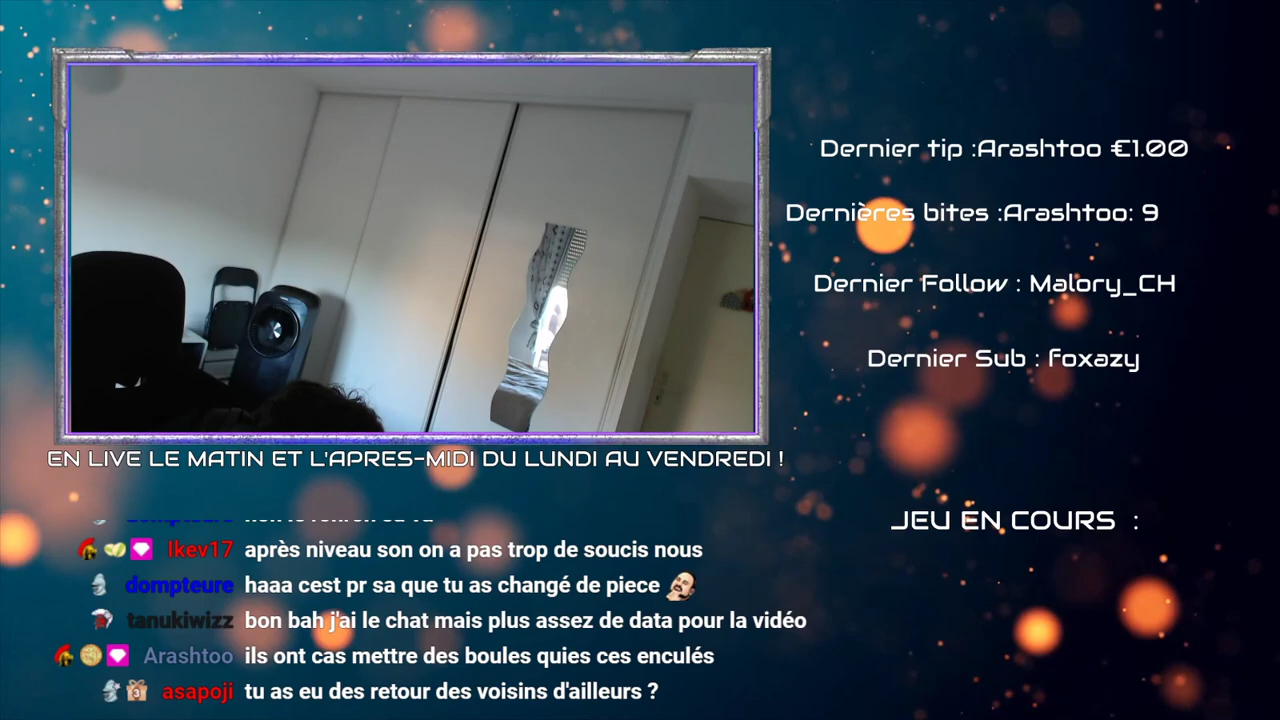 Dernier tip :Arashtoo €1.00
Dernières bites :Arashtoo: 9
Dernier Follow : Malory_CH
Dernier Sub : foxazy
EN LIVE LE MATIN ET L'APRES-MIDI DU LUNDI AU VENDREDI !
JEU EN COURS :
dompteure
Ikev17 après niveau son on a pas trop de soucis nous
dompteure haaa cest pr sa que tu as changé de piece
tanukiwizz bon bah j'ai le chat mais plus assez de data pour la vidéo
Arashtoo ils ont cas mettre des boules quies ces enculés
3 asapoji tu as eu des retour des voisins d'ailleurs ?